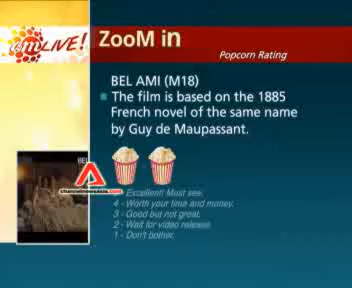 am LIVE!
ZooM in
Popcorn Rating
BEL AMI (M18)
The film is based on the 1885
French novel of the same name
by Guy de Maupassant.
BEL
channelnewsasia.com
Excellent! Must see.
4 - Worth your time and money.
3 - Good but not great.
2 - Wait for video release.
1 - Don't bother.